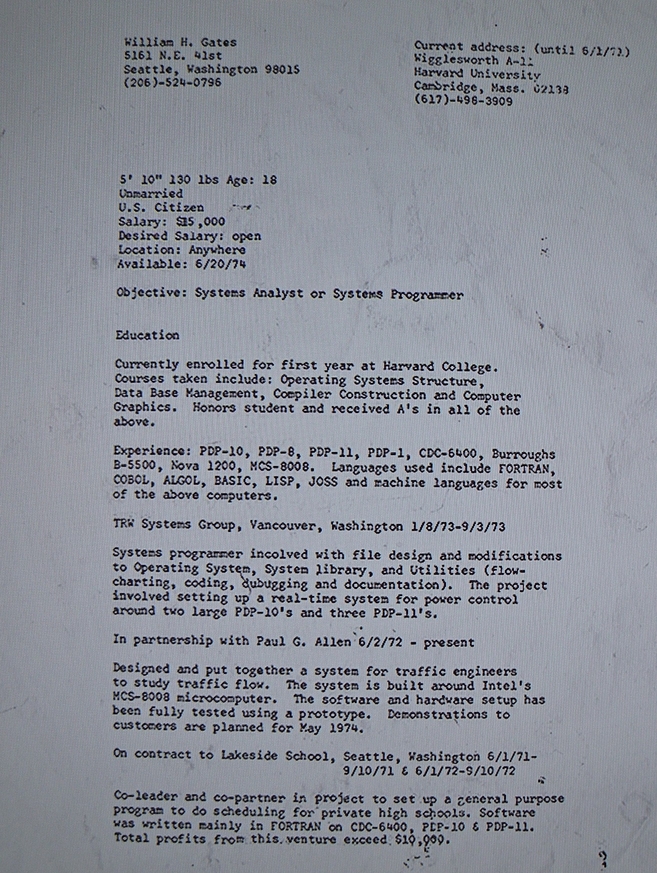 William H. Gates
5161 N.E. 41st
Seattle, Washington 98015
(206)-524-0796
Current address: (until 6/1/72)
Wigglesworth A-11
Harvard University
Cambridge, Mass. 02138
(617)-498-3909
5' 10" 130 lbs Age: 18
Unmarried
U.S. Citizen
Salary: $15,000
Desired Salary: open
Location: Anywhere
Available: 6/20/74
Objective: Systems Analyst or Systems Programmer
Education
Currently enrolled for first year at Harvard College.
Courses taken include: Operating Systems Structure,
Data Base Management, Compiler Construction and Computer
Graphics. Honors student and received A's in all of the
above.
Experience: PDP-10, PDP-8, PDP-11, PDP-1, CDC-6400, Burroughs
B-5500, Nova 1200, MCS-8008. Languages used include FORTRAN,
COBOL, ALGOL, BASIC, LISP, JOSS and machine languages for most
of the above computers.
TRW Systems Group, Vancouver, Washington 1/8/73-9/3/73
Systems programmer incolved with file design and modifications
to Operating System, System library, and Utilities (flow-
charting, coding, dubugging and documentation). The project
involved setting up a real-time system for power control
around two large PDP-10's and three PDP-11's.
In partnership with Paul G. Allen 6/2/72 - present
Designed and put together a system for traffic engineers
to study traffic flow. The system is built around Intel's
MCS-8008 microcomputer. The software and hardware setup has
been fully tested using a prototype. Demonstrations to
customers are planned for May 1974.
On contract to Lakeside School, Seattle, Washington 6/1/71-
9/10/71 & 6/1/72-9/10/72
Co-leader and co-partner in project to set up a general purpose
program to do scheduling for private high schools. Software
was written mainly in FORTRAN on CDC-6400, PDP-10 & PDP-11.
Total profits from this venture exceed $10,000.